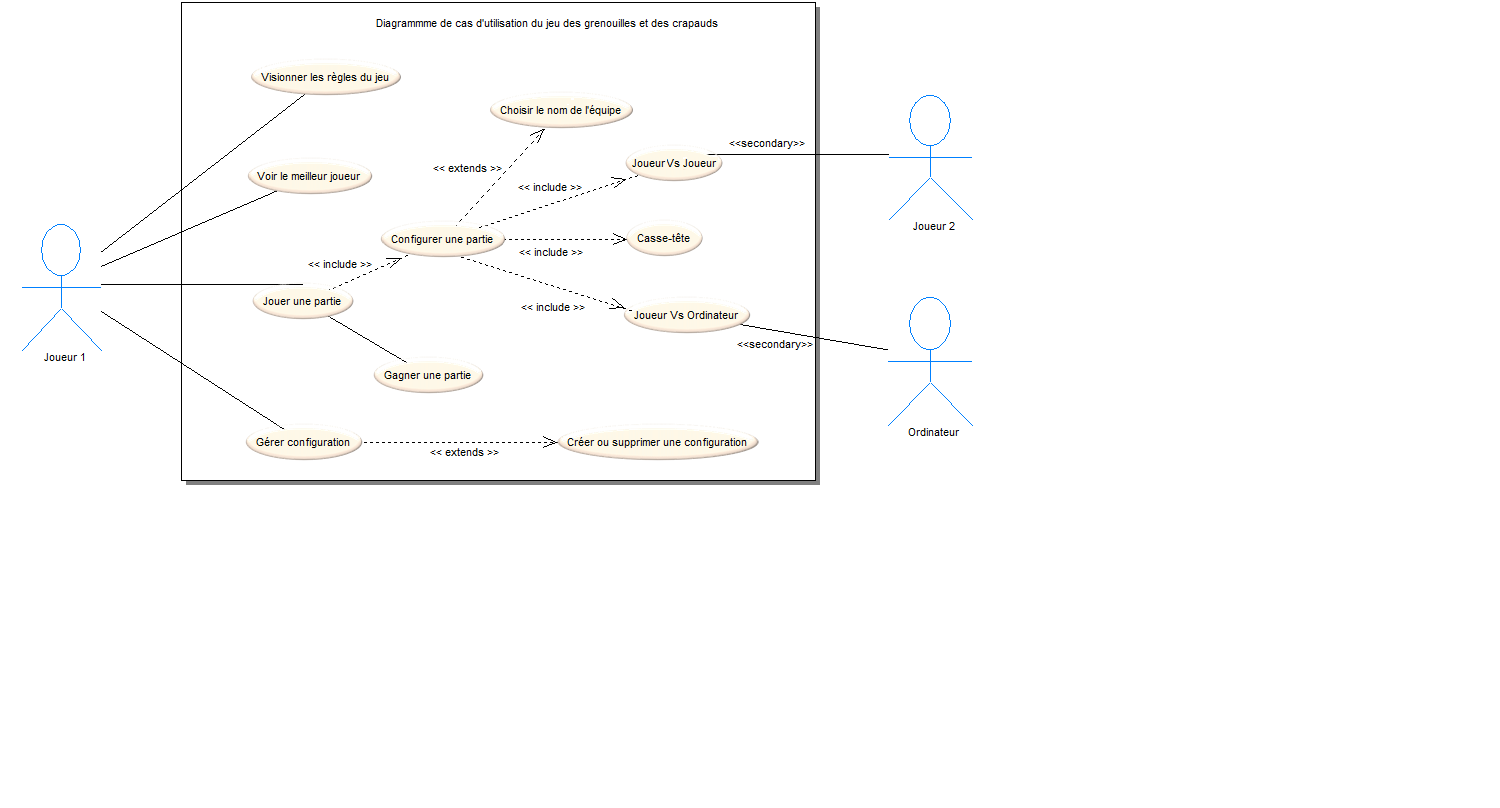 Diagrammme de cas d'utilisation du jeu des grenouilles et des crapauds
Visionner les règles du jeu
Choisir le nom de l'équipe
<<secondary>>
Joueur Vs Joueur
<< extends >>
Voir le meilleur joueur
<< include >>
Joueur 2
Configurer une partie
Casse-tête
<< include >>
<< include >>
Jouer une partie
<< include >>
Joueur Vs Ordinateur
<<secondary>>
Joueur 1
Gagner une partie
Ordinateur
Gérer configuration
Créer ou supprimer une configuration
<< extends >>